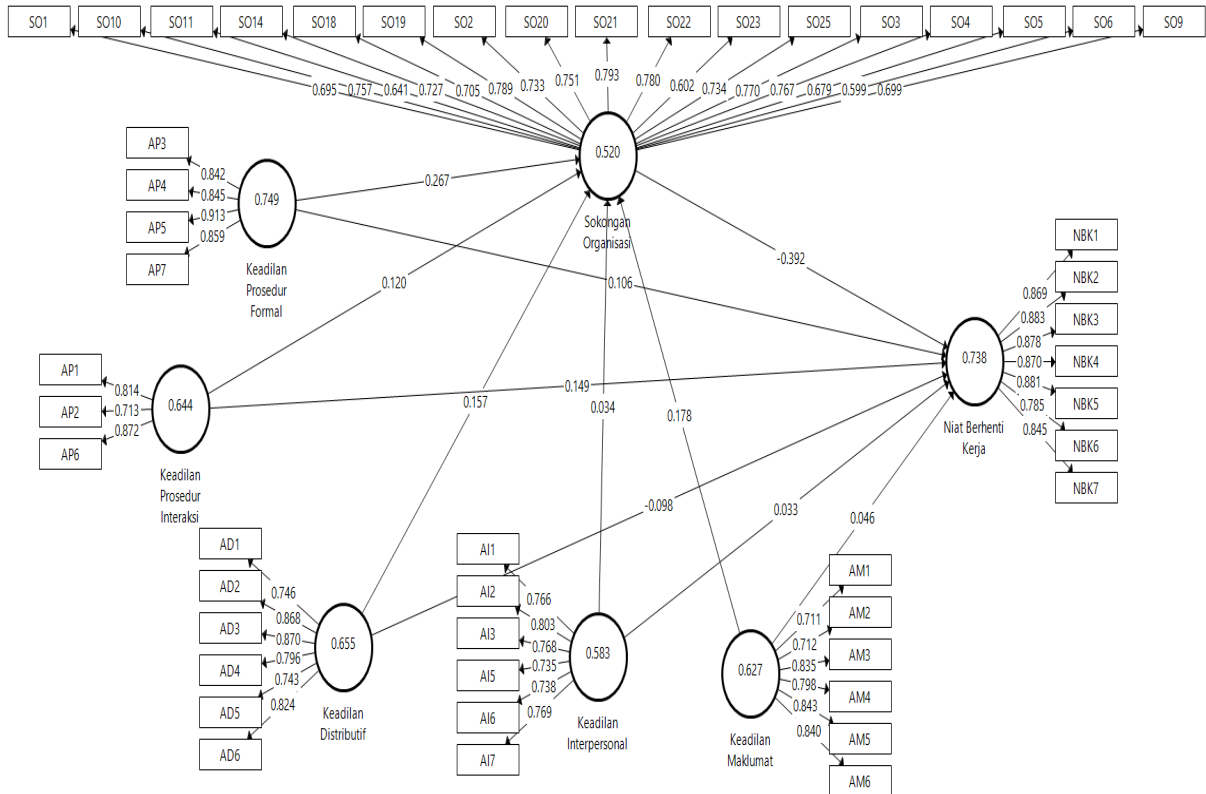 SO1 SO10 SO11 SO14 SO18 SO19 SO2 SO20 SO21 SO22 SO23 SO25 SO3 SO4 SO5 SO6 SO9
0.695 0.757 0.641 0.727 0.705 0.789 0.733 0.751 0.793 0.780 0.602 0.734 0.770 0.767 0.679 0.599 0.699
0.520
Sokongan
Organisasi
AP3
AP4
AP5
AP7
0.842
0.845
0.913
0.859
0.749
Keadilan
Prosedur
Formal
0.267
0.106
0.120
-0.392
AP1
AP2
AP6
0.814
0.713
0.872
0.644
Keadilan
Prosedur
Interaksi
0.149
0.157
0.034
0.178
NBK1
NBK2
NBK3
NBK4
NBK5
NBK6
NBK7
0.869
0.883
0.878
0.870
0.881
0.785
0.845
0.738
Niat Berhenti
Kerja
-0.098
0.033
0.046
AD1
AD2
AD3
AD4
AD5
AD6
0.746
0.868
0.870
0.796
0.743
0.824
0.655
Keadilan
Distributif
AI1
AI2
AI3
AI5
AI6
AI7
0.766
0.803
0.768
0.735
0.738
0.769
0.583
Keadilan
Interpersonal
0.627
Keadilan
Maklumat
0.711
0.712
0.835
0.798
0.843
0.840
AM1
AM2
AM3
AM4
AM5
AM6